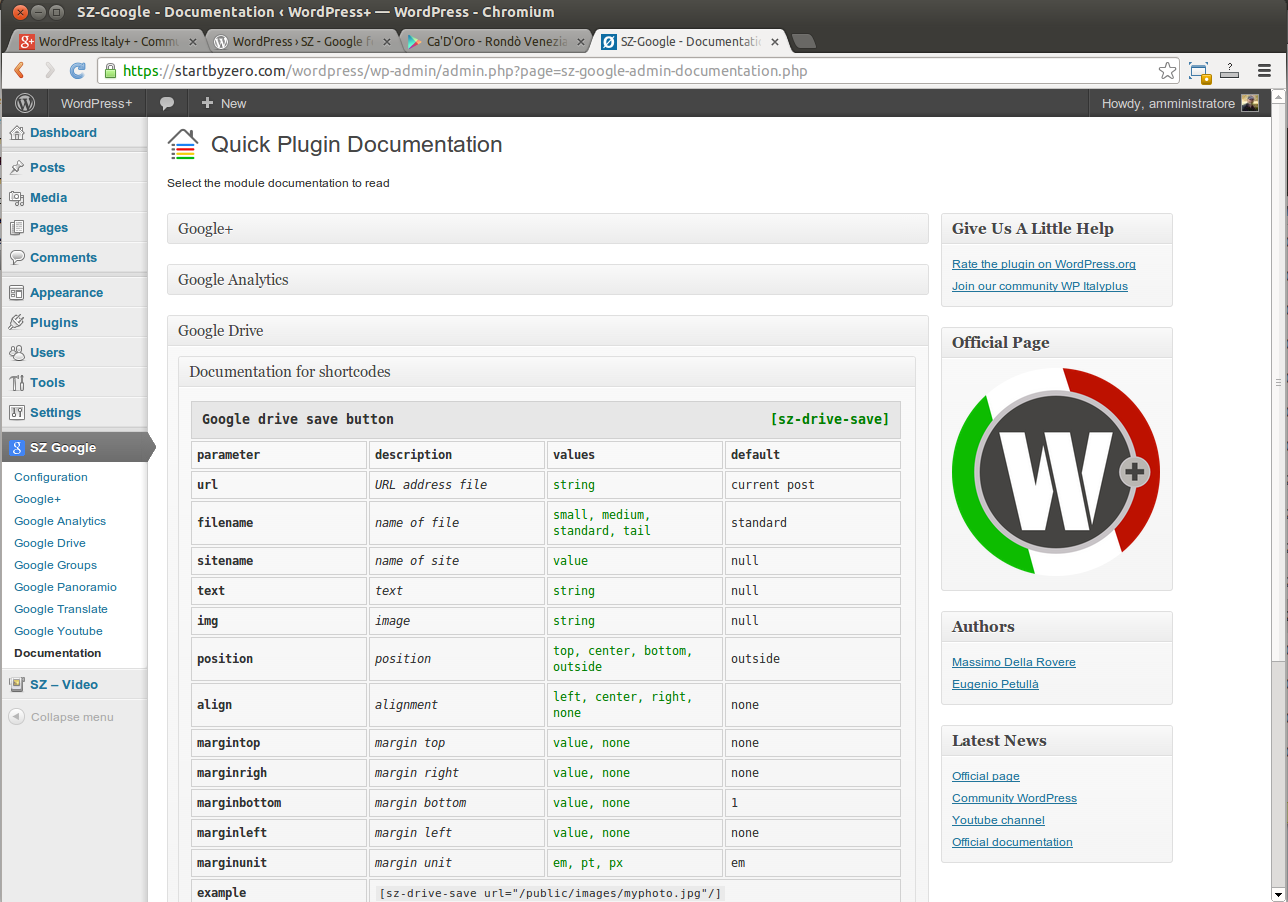 SZ-Google - Documentation ‹ WordPress+ — WordPress - Chromium
WordPress Italy+ - Commu
WordPress › SZ - Google f
Ca'D'Oro - Rondò Venezia
SZ-Google - Documentatio
https://startbyzero.com/wordpress/wp-admin/admin.php?page=sz-google-admin-documentation.php
WordPress+
New
Howdy, amministratore
Dashboard
Posts
Media
Pages
Comments
Appearance
Plugins
Users
Tools
Settings
SZ Google
Configuration
Google+
Google Analytics
Google Drive
Google Groups
Google Panoramio
Google Translate
Google Youtube
Documentation
SZ – Video
Collapse menu
Quick Plugin Documentation
Select the module documentation to read
Google+
Google Analytics
Google Drive
Documentation for shortcodes
Google drive save button [sz-drive-save]
parameter description values default
url URL address file string current post
filename name of file small, medium, standard, tail standard
sitename name of site value null
text text string null
img image string null
position position top, center, bottom, outside outside
align alignment left, center, right, none none
margintop margin top value, none none
marginrigh margin right value, none none
marginbottom margin bottom value, none 1
marginleft margin left value, none none
marginunit margin unit em, pt, px em
example [sz-drive-save url="/public/images/myphoto.jpg"/]
Give Us A Little Help
Rate the plugin on WordPress.org
Join our community WP Italyplus
Official Page
W+
Authors
Massimo Della Rovere
Eugenio Petullà
Latest News
Official page
Community WordPress
Youtube channel
Official documentation